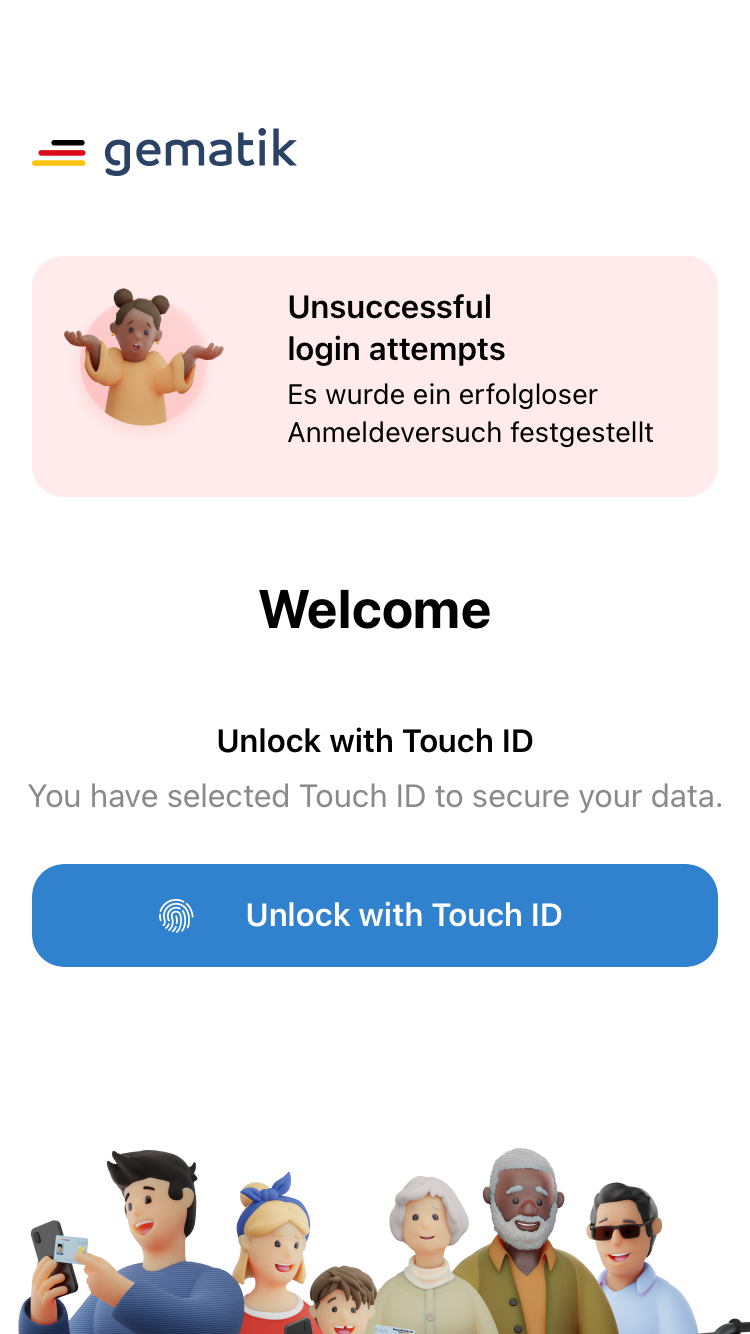 gematik
Unsuccessful
login attempts
Es wurde ein erfolgloser
Anmeldeversuch festgestellt
Welcome
Unlock with Touch ID
You have selected Touch ID to secure your data.
Unlock with Touch ID